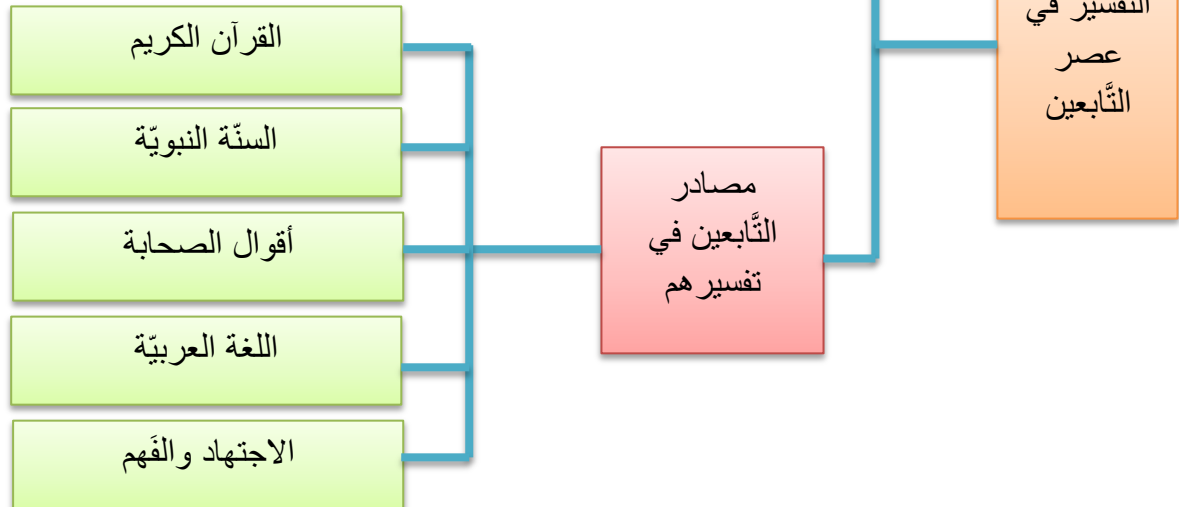 التفسير في
عصر
التَّابعين
مصادر
التَّابعين في
تفسيرهم
القرآن الكريم
السنّة النبويّة
أقوال الصحابة
اللغة العربيّة
الاجتهاد والفَهم